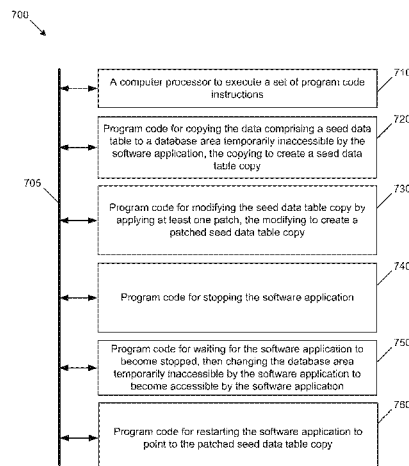 700
710
A computer processor to execute a set of program code
instructions
720
Program code for copying the data comprising a seed data
table to a database area temporarily inaccessible by the
software application, the copying to create a seed data
table copy
705
730
Program code for modifying the seed data table copy by
applying at least one patch, the modifying to create a
patched seed data table copy
740
Program code for stopping the software application
750
Program code for waiting for the software application to
become stopped, then changing the database area
temporarily inaccessible by the software application to
become accessible by the software application
760
Program code for restarting the software application to
point to the patched seed data table copy